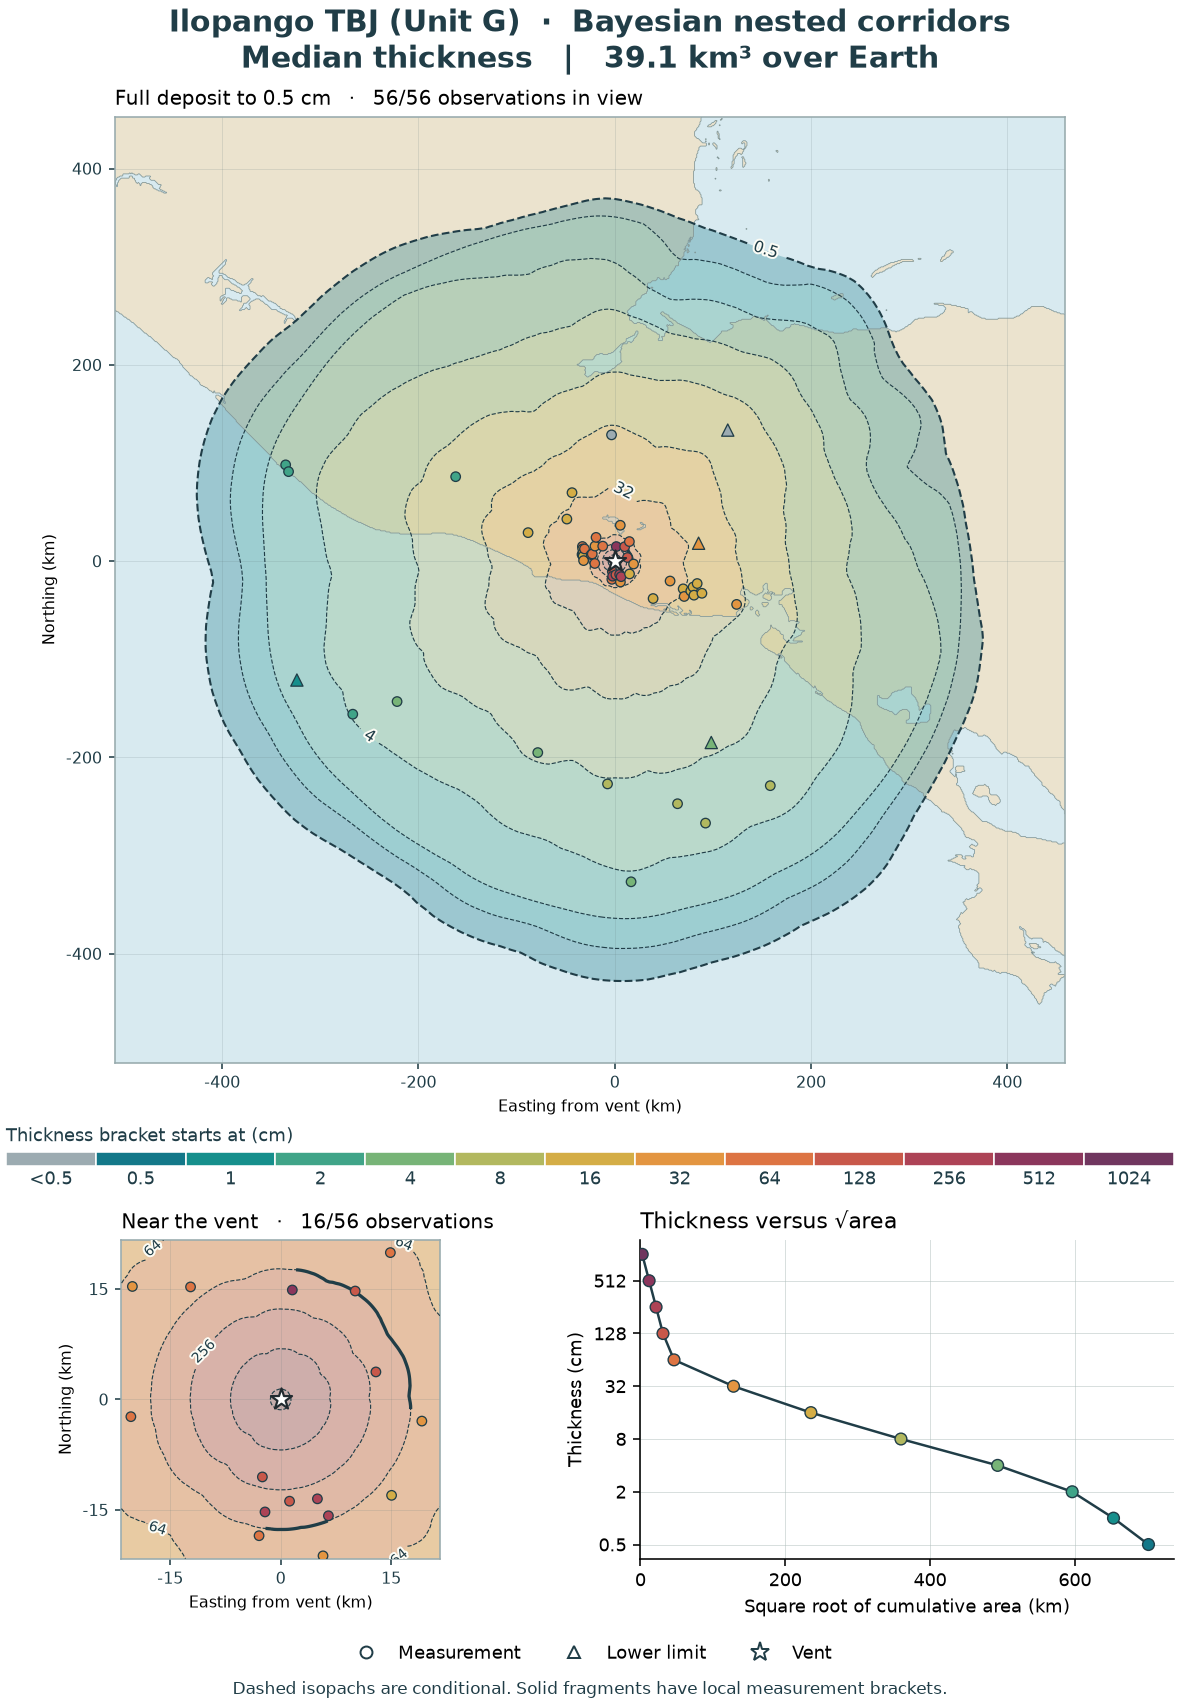 Ilopango TBJ (Unit G)  ·  Bayesian nested corridors
Median thickness  |  39.1 km³ over Earth
Full deposit to 0.5 cm  ·  56/56 observations in view
400
200
0
-200
-400
Northing (km)
0.5
32
4
-400
-200
0
200
400
Easting from vent (km)
Thickness bracket starts at (cm)
<0.5 0.5 1 2 4 8 16 32 64 128 256 512 1024
Near the vent  ·  16/56 observations
64
64
256
64
64
15
0
-15
Northing (km)
-15
0
15
Easting from vent (km)
Thickness versus √area
512
128
32
8
2
0.5
Thickness (cm)
0
200
400
600
Square root of cumulative area (km)
Measurement
Lower limit
Vent
Dashed isopachs are conditional. Solid fragments have local measurement brackets.